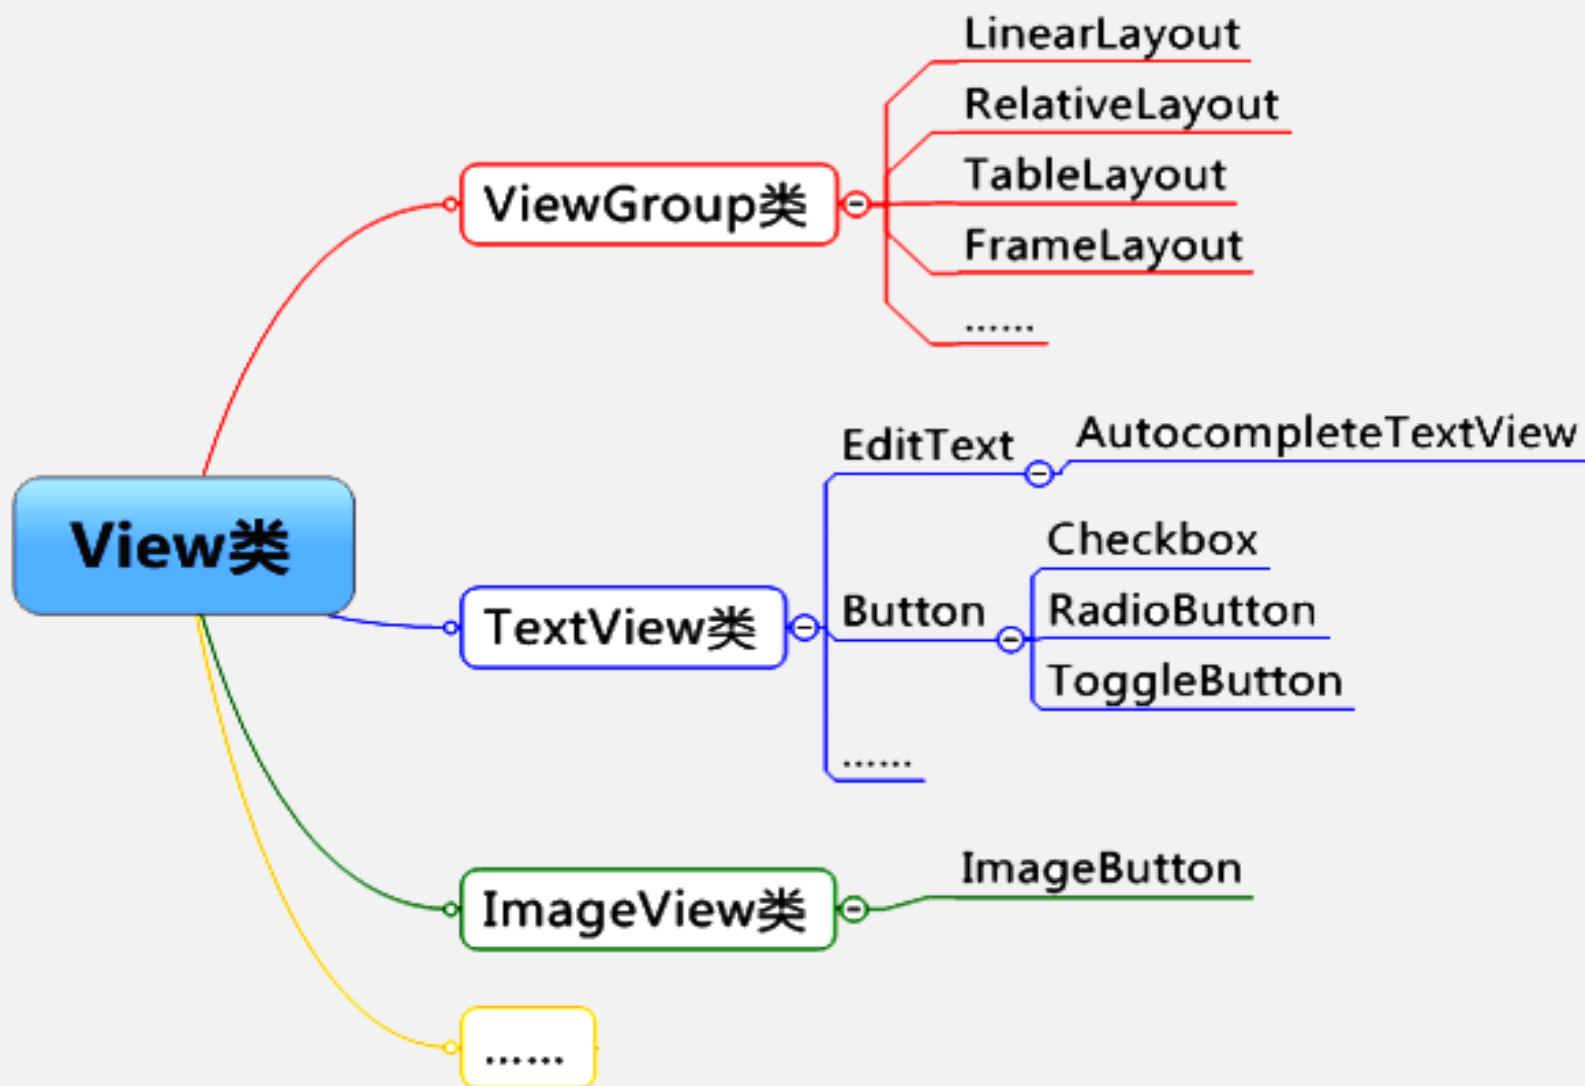 LinearLayout
RelativeLayout
TableLayout
ViewGroup类
FrameLayout
......
AutocompleteTextView
EditText
Checkbox
View类
Button
RadioButton
TextView类
ToggleButton
......
ImageButton
ImageView类
......